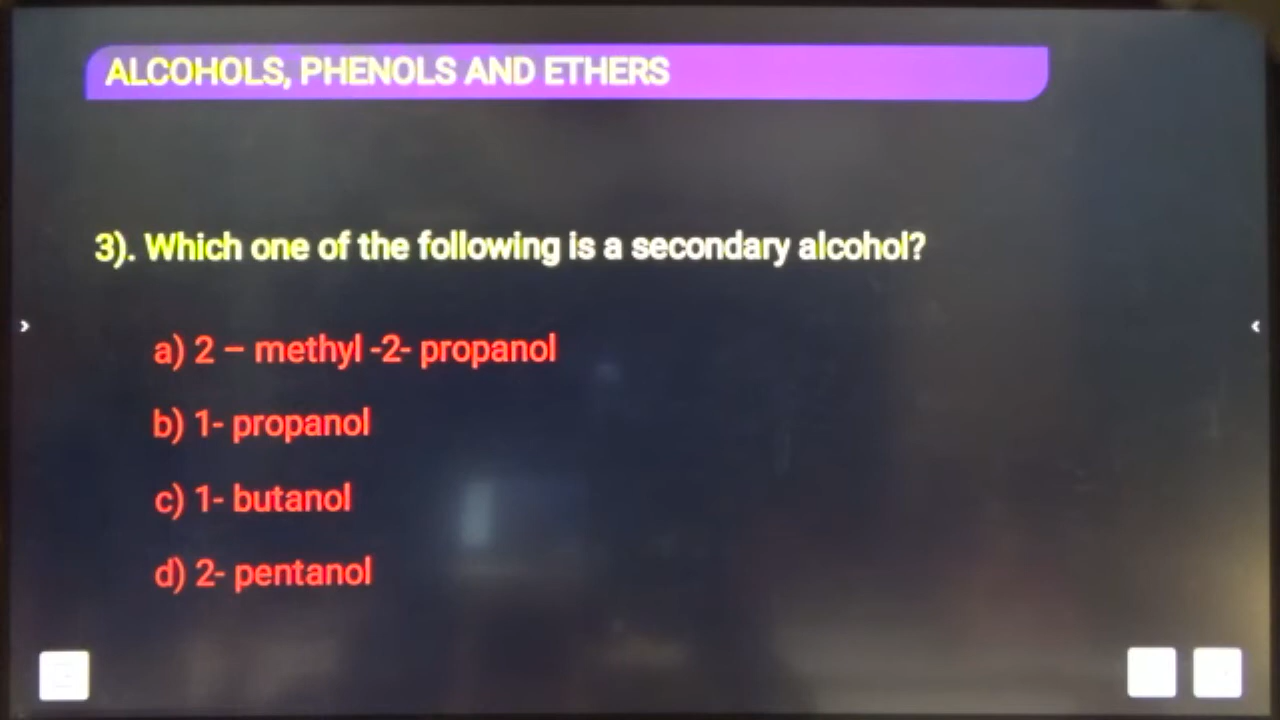 ALCOHOLS, PHENOLS AND ETHERS
3). Which one of the following is a secondary alcohol?
a) 2 – methyl -2- propanol
b) 1- propanol
c) 1- butanol
d) 2- pentanol